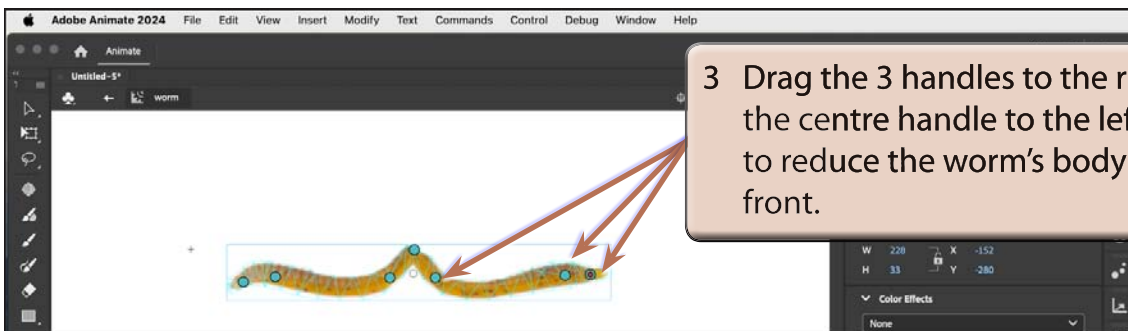 Adobe Animate 2024 File Edit View Insert Modify Text Commands Control Debug Window Help
Animate
Untitled-5*
worm
3 Drag the 3 handles to the r
the centre handle to the lef
to reduce the worm's body
front.
W 228 X -152
H 33 Y -280
Color Effects
None